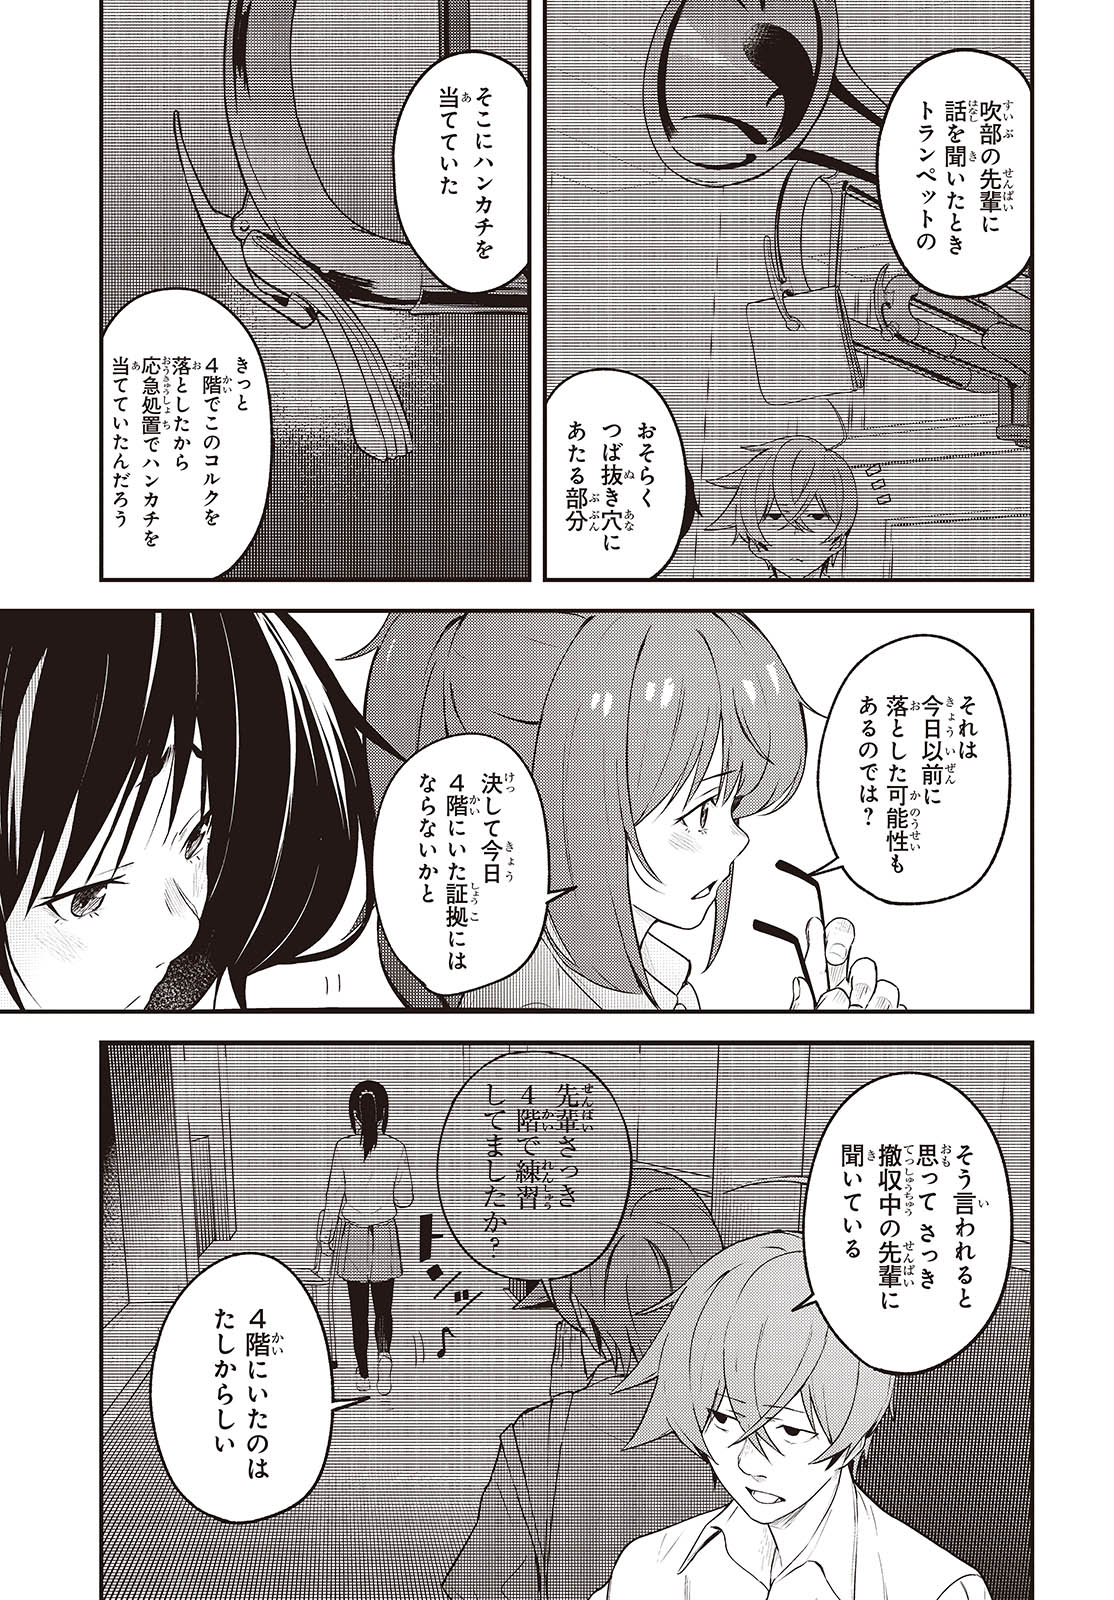 吹部の先輩に
話を聞いたとき
トランペットの
おそらく
つば抜き穴に
あたる部分
そこにハンカチを
当てていた
きっと
4階でこのコルクを
落としたから
応急処置でハンカチを
当てていたんだろう
それは
今日以前に
落とした可能性も
あるのでは?
決して今日
4階にいた証拠には
ならないかと
そう言われると
思って さっき
撤収中の先輩に
聞いている
先輩さっき
4階で練習
してましたか?
4階にいたのは
たしからしい